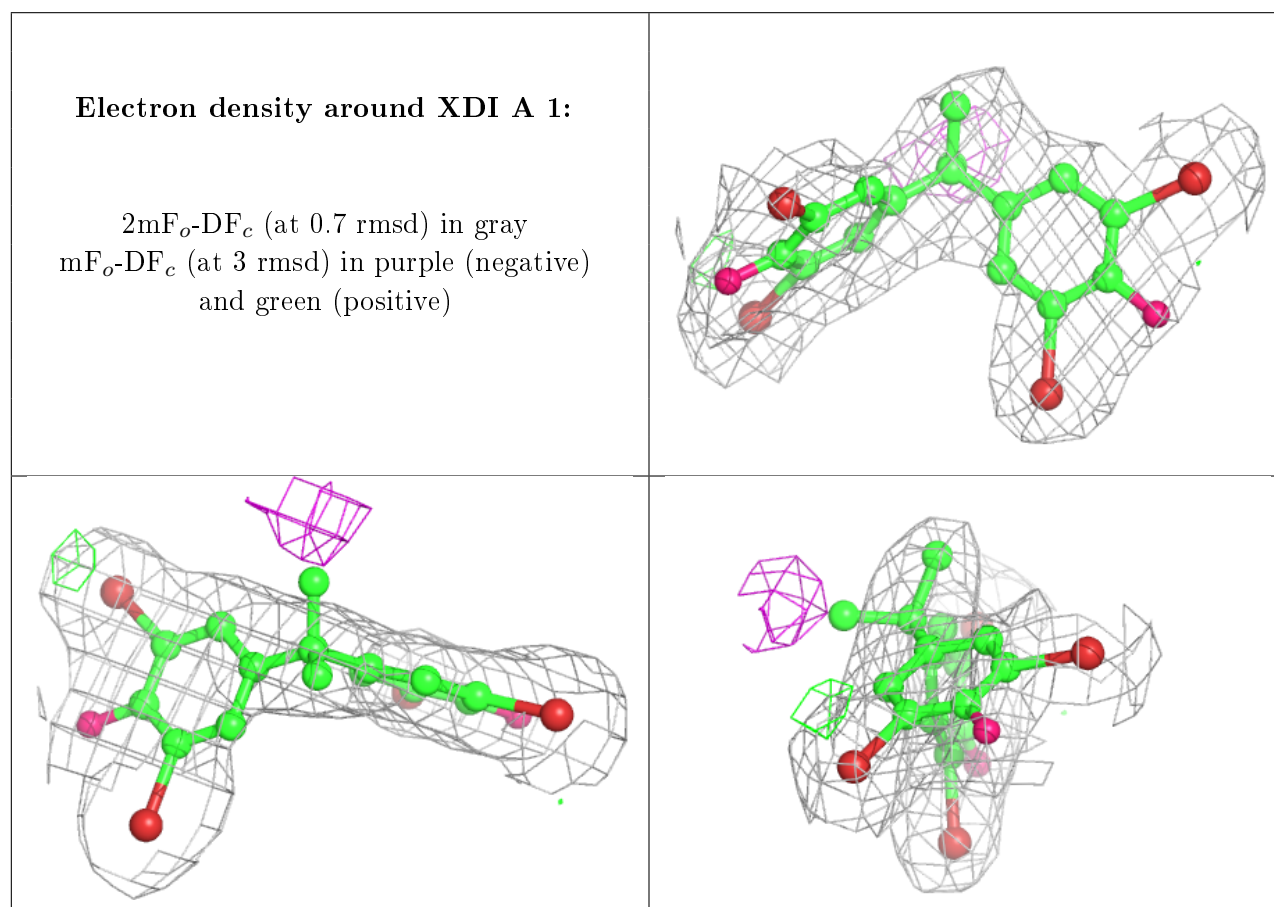 Electron density around XDI A 1:
2mFo-DFc (at 0.7 rmsd) in gray
mFo-DFc (at 3 rmsd) in purple (negative)
and green (positive)